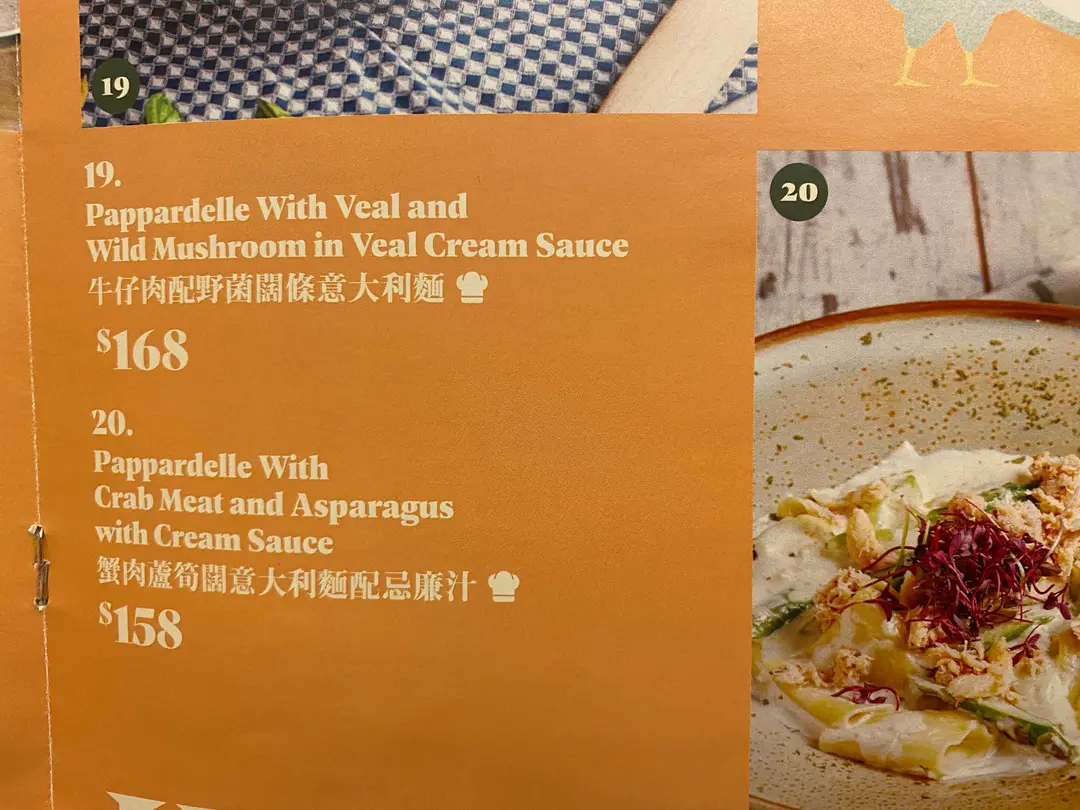 19
19.
Pappardelle With Veal and
Wild Mushroom in Veal Cream Sauce
牛仔肉配野菌闊條意大利麵
$168
20.
Pappardelle With
Crab Meat and Asparagus
with Cream Sauce
蟹肉蘆筍闊意大利麵配忌廉汁
$158
20